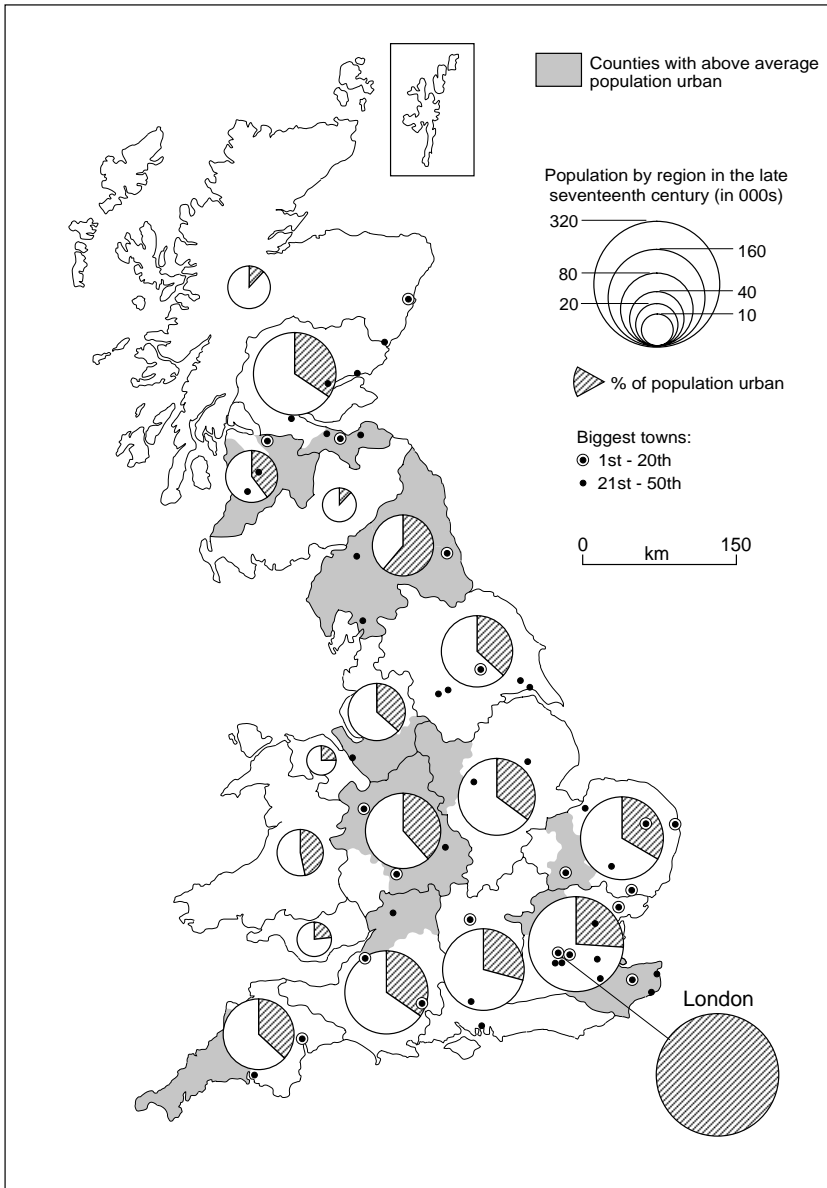 Counties with above average
population urban
Population by region in the late
seventeenth century (in 000s)
320
160
80
40
20
10
% of population urban
Biggest towns:
1st - 20th
21st - 50th
0
150
km
London